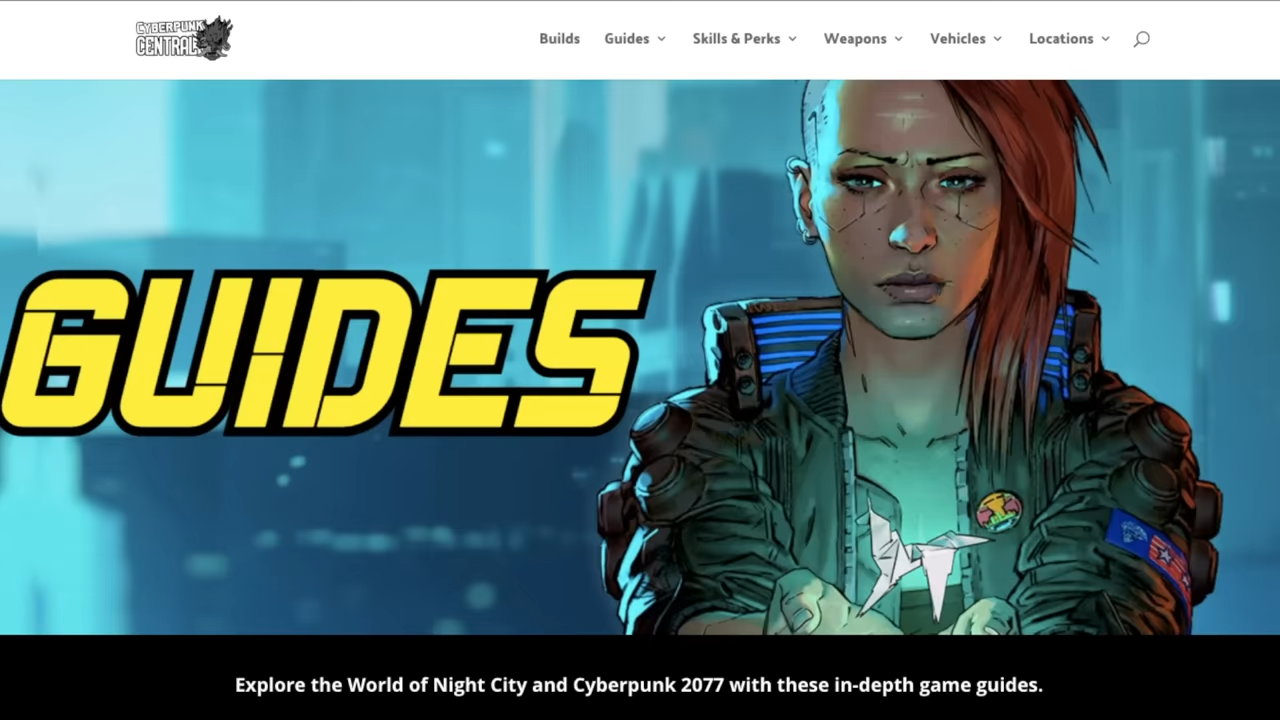 CYBERPUNK
CENTRAL
Builds Guides Skills & Perks Weapons Vehicles Locations
GUIDES
Explore the World of Night City and Cyberpunk 2077 with these in-depth game guides.